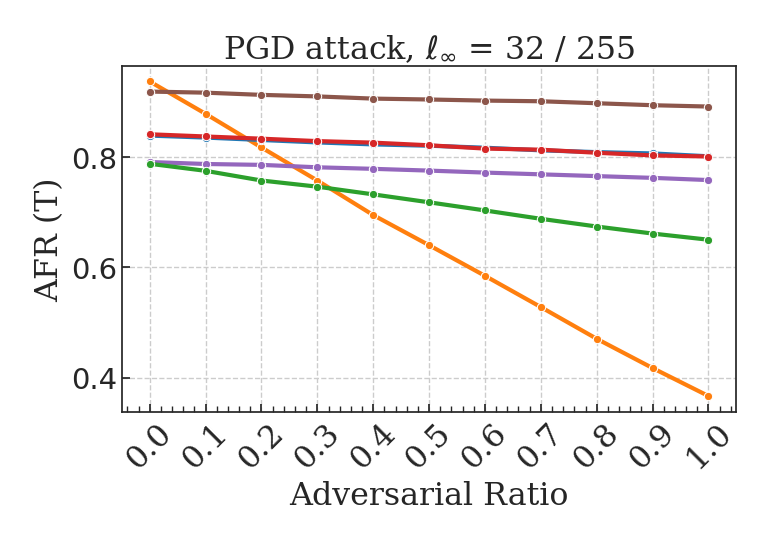 PGD attack, ℓ∞ = 32 / 255
AFR (T)
0.8
0.6
0.4
0.0 0.1 0.2 0.3 0.4 0.5 0.6 0.7 0.8 0.9 1.0
Adversarial Ratio